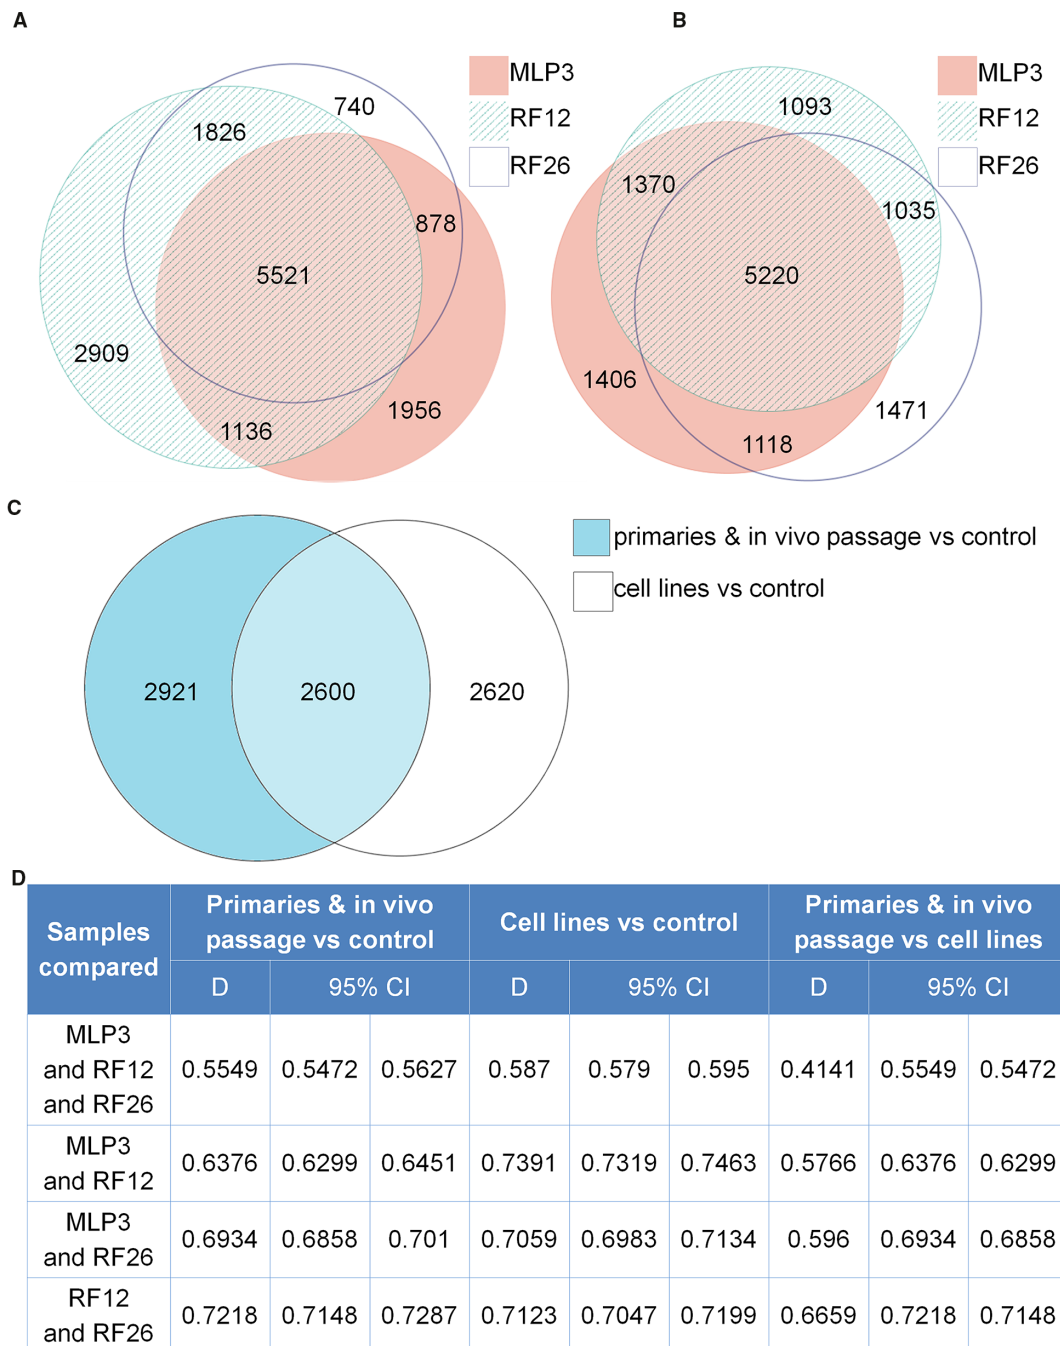 A
B
MLP3
RF12
RF26
740
1826
878
5521
2909
1956
1136
MLP3
RF12
RF26
1093
1370
1035
5220
1406
1471
1118
C
primaries & in vivo passage vs control
cell lines vs control
2921
2600
2620
D
Samples compared
Primaries & in vivo passage vs control
Cell lines vs control
Primaries & in vivo passage vs cell lines
D 95% CI D 95% CI D 95% CI
MLP3
and RF12
and RF26
0.5549 0.5472 0.5627 0.587 0.579 0.595 0.4141 0.5549 0.5472
MLP3
and RF12
0.6376 0.6299 0.6451 0.7391 0.7319 0.7463 0.5766 0.6376 0.6299
MLP3
and RF26
0.6934 0.6858 0.701 0.7059 0.6983 0.7134 0.596 0.6934 0.6858
RF12
and RF26
0.7218 0.7148 0.7287 0.7123 0.7047 0.7199 0.6659 0.7218 0.7148